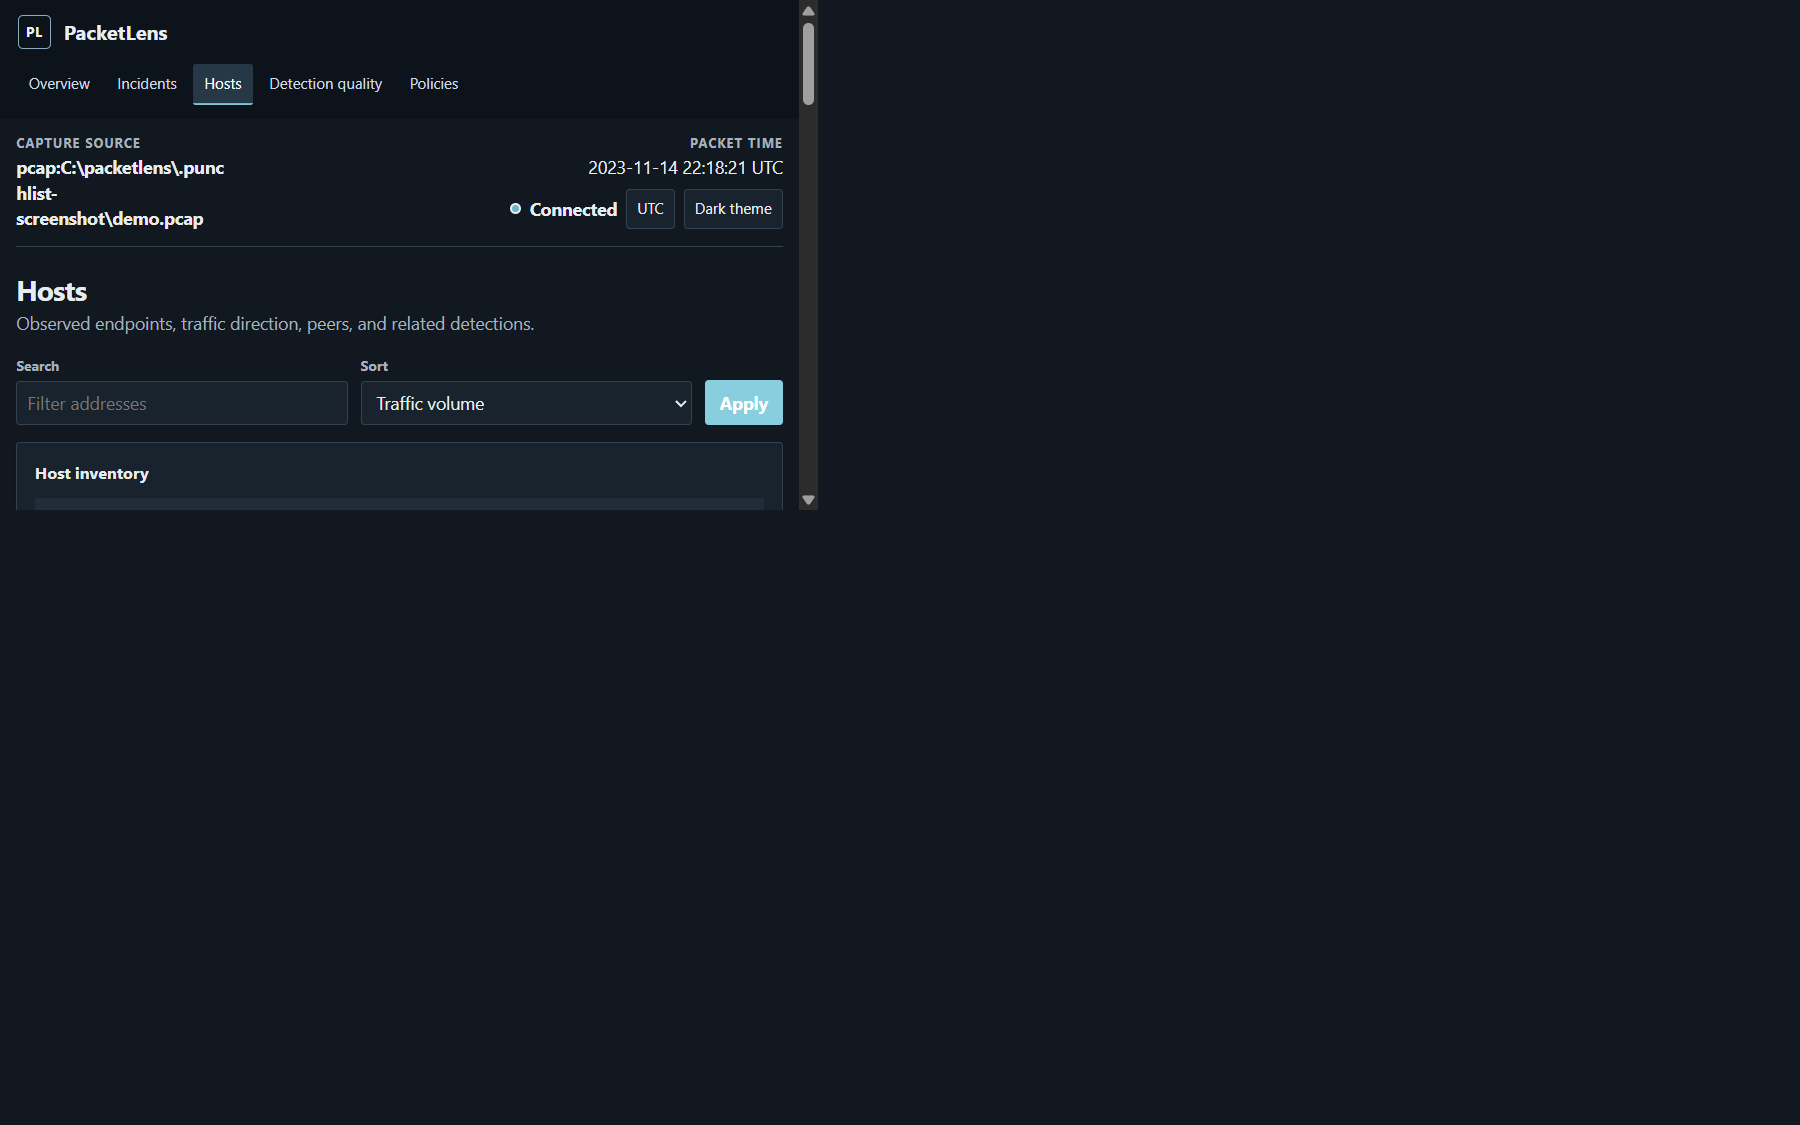 PL PacketLens
Overview Incidents Hosts Detection quality Policies
CAPTURE SOURCE
pcap:C:\packetlens\.punc
hlist-
screenshot\demo.pcap
PACKET TIME
2023-11-14 22:18:21 UTC
Connected UTC Dark theme
Hosts
Observed endpoints, traffic direction, peers, and related detections.
Search
Filter addresses
Sort
Traffic volume
Apply
Host inventory